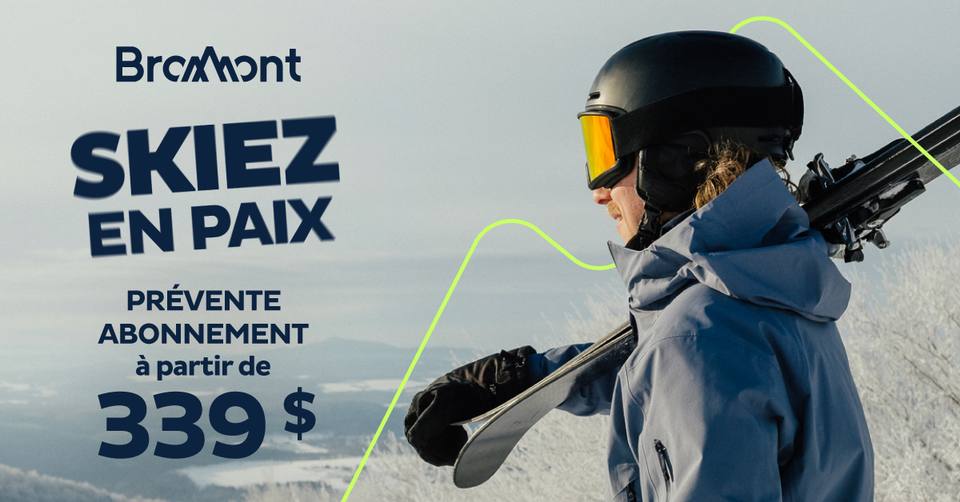 Bromont
SKIEZ
EN PAIX
PRÉVENTE
ABONNEMENT
à partir de
339 $